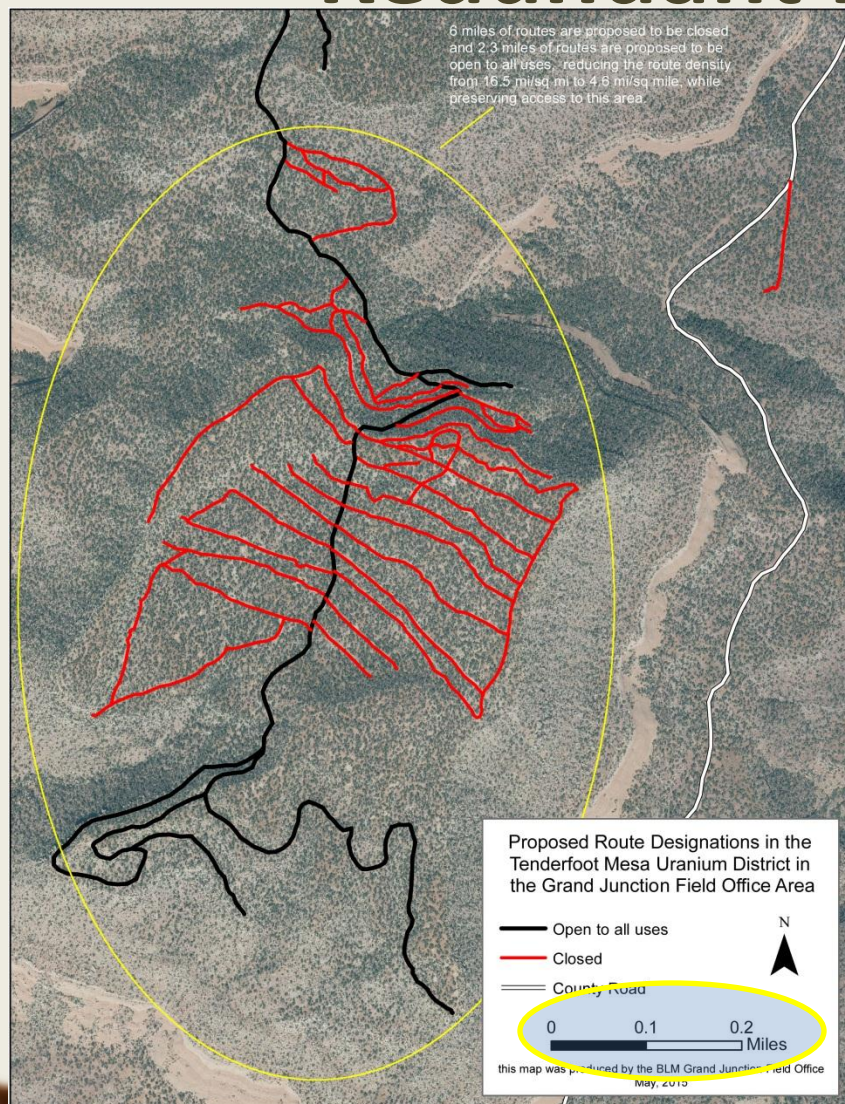 6 miles of routes are proposed to be closed
and 2.3 miles of routes are proposed to be
open to all uses, reducing the route density
from 16.5 mi/sq mi to 4.6 mi/sq mile, while
preserving access to this area.
Proposed Route Designations in the
Tenderfoot Mesa Uranium District in
the Grand Junction Field Office Area
Open to all uses
N
Closed
County Road
0 0.1 0.2
Miles
this map was produced by the BLM Grand Junction Field Office
May, 2015